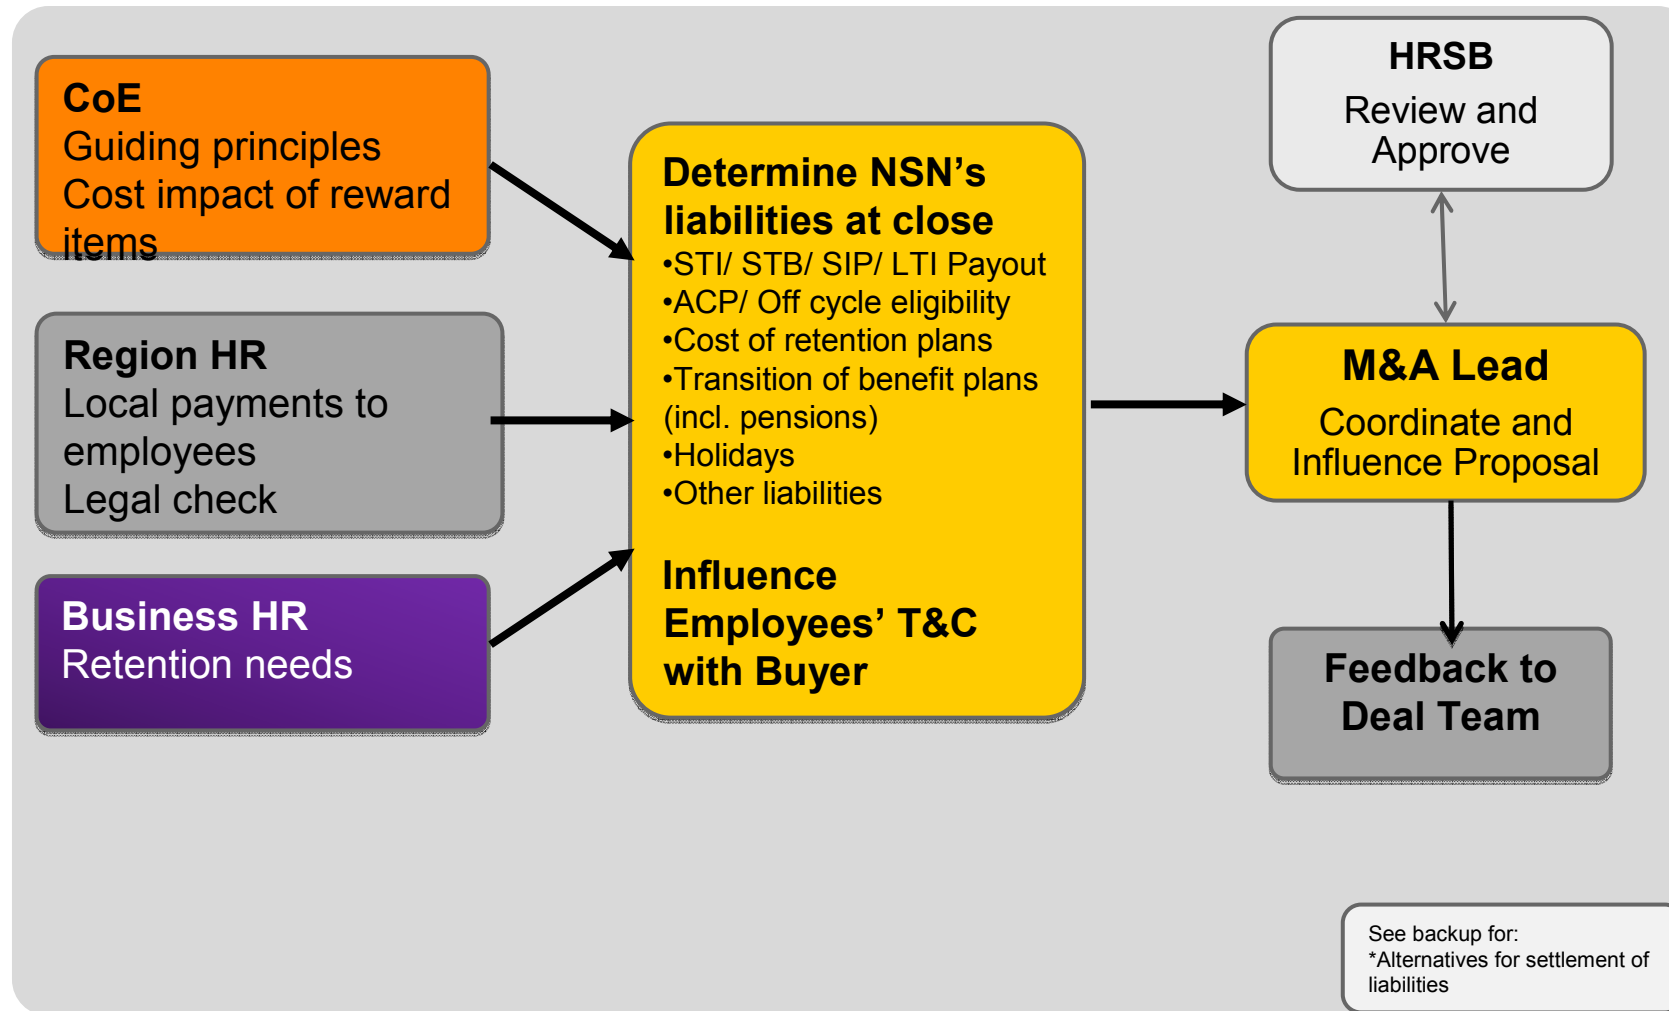 CoE
Guiding principles
Cost impact of reward
items
Region HR
Local payments to
employees
Legal check
Business HR
Retention needs
Determine NSN’s
liabilities at close
•STI/ STB/ SIP/ LTI Payout
•ACP/ Off cycle eligibility
•Cost of retention plans
•Transition of benefit plans
(incl. pensions)
•Holidays
•Other liabilities
Influence
Employees’ T&C
with Buyer
HRSB
Review and
Approve
M&A Lead
Coordinate and
Influence Proposal
Feedback to
Deal Team
See backup for:
*Alternatives for settlement of
liabilities